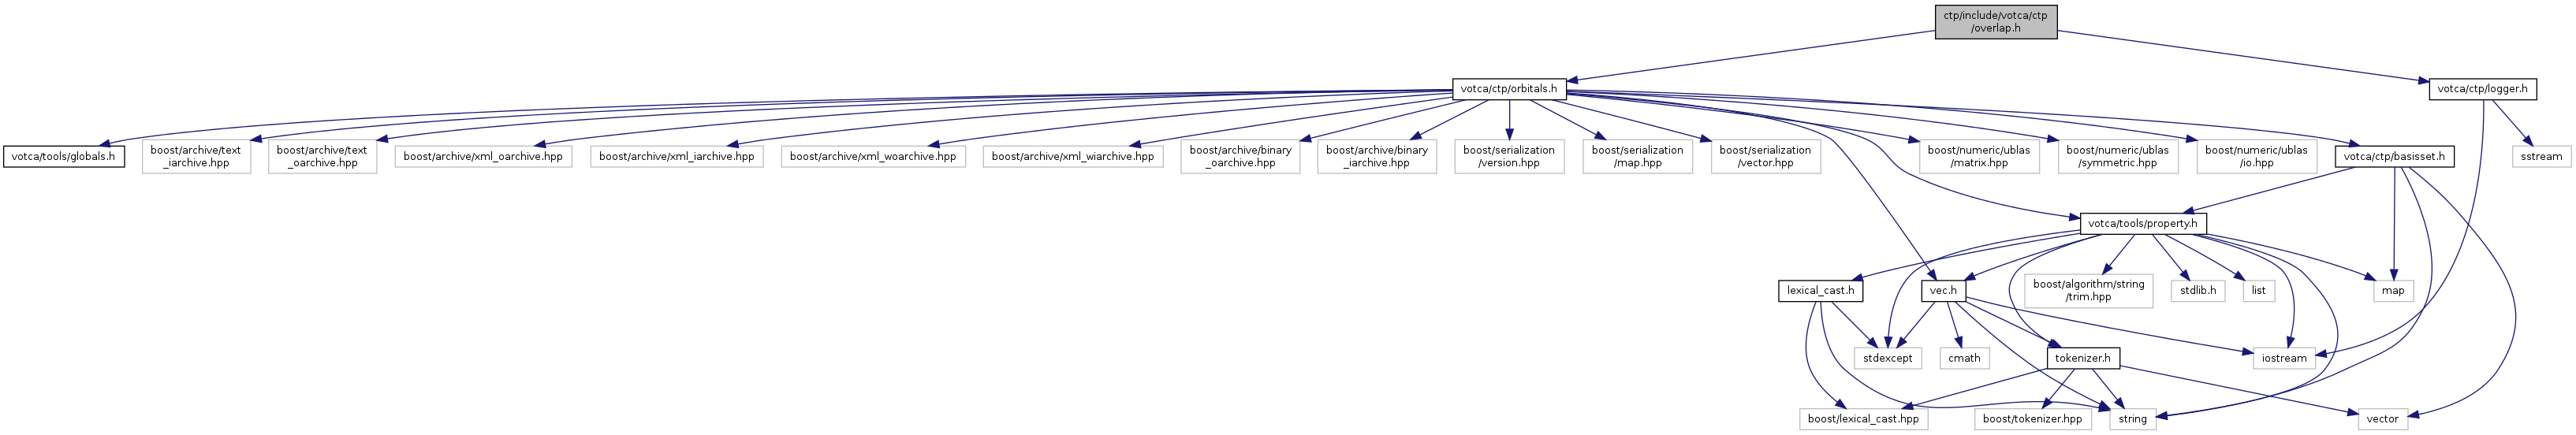 ctp/include/votca/ctp
/overlap.h
votca/ctp/orbitals.h
votca/ctp/logger.h
votca/tools/globals.h
boost/archive/text
_iarchive.hpp
boost/archive/text
_oarchive.hpp
boost/archive/xml_oarchive.hpp
boost/archive/xml_iarchive.hpp
boost/archive/xml_woarchive.hpp
boost/archive/xml_wiarchive.hpp
boost/archive/binary
_oarchive.hpp
boost/archive/binary
_iarchive.hpp
boost/serialization
/version.hpp
boost/serialization
/map.hpp
boost/serialization
/vector.hpp
boost/numeric/ublas
/matrix.hpp
boost/numeric/ublas
/symmetric.hpp
boost/numeric/ublas
/io.hpp
votca/ctp/basisset.h
sstream
votca/tools/property.h
lexical_cast.h
vec.h
boost/algorithm/string
/trim.hpp
stdlib.h
list
map
stdexcept
cmath
tokenizer.h
iostream
boost/lexical_cast.hpp
boost/tokenizer.hpp
string
vector